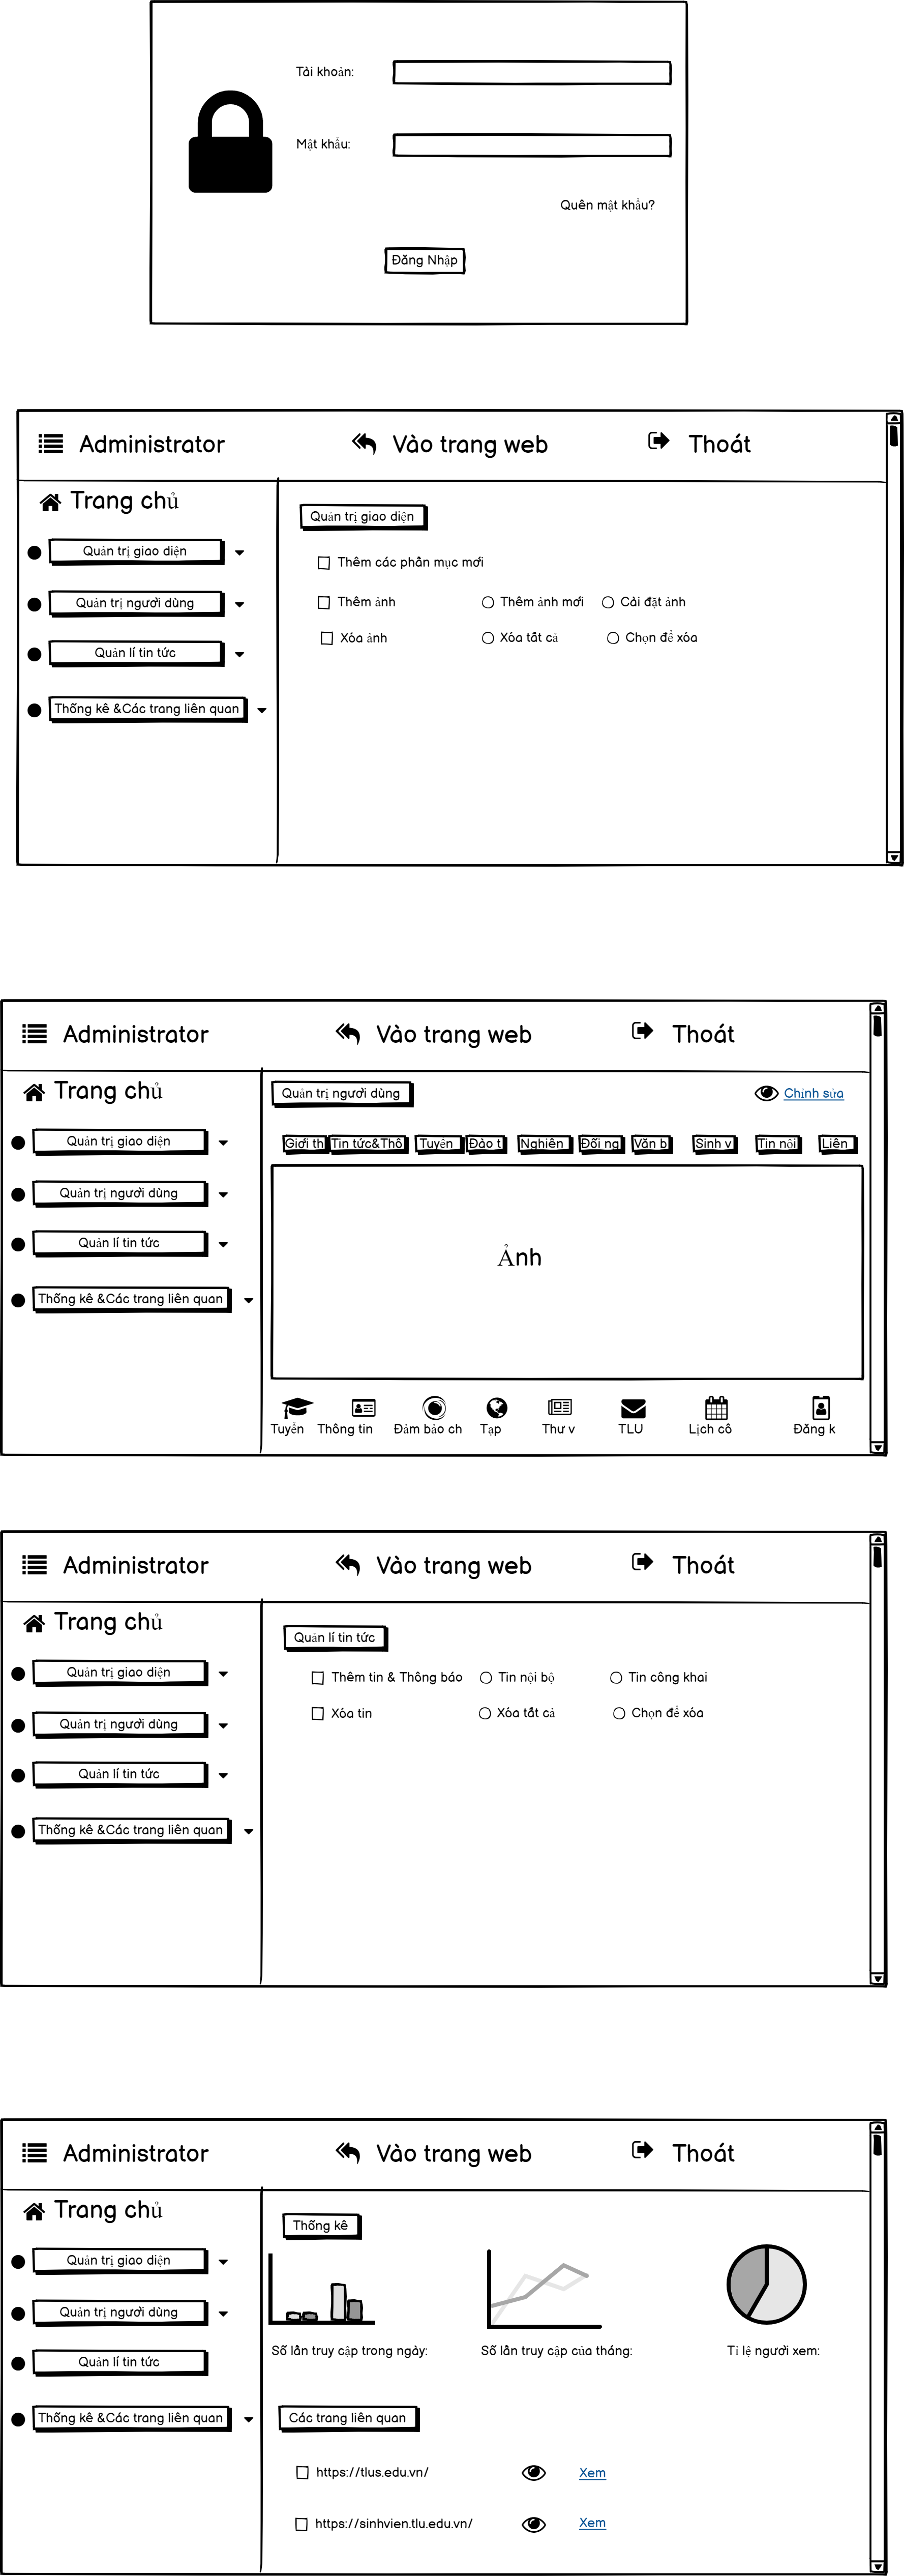 Tài khoản:
Mật khẩu:
Quên mật khẩu?
Đăng Nhập
Administrator Vào trang web Thoát
Trang chủ
Quản trị giao diện
Quản trị người dùng
Quản lí tin tức
Thống kê &Các trang liên quan
Quản trị giao diện
Thêm các phần mục mới
Thêm ảnh Thêm ảnh mới Cài đặt ảnh
Xóa ảnh Xóa tất cả Chọn để xóa
Administrator Vào trang web Thoát
Trang chủ
Quản trị giao diện
Quản trị người dùng
Quản lí tin tức
Thống kê &Các trang liên quan
Quản trị người dùng Chỉnh sửa
Giới th Tin tức&Thô Tuyển Đào t Nghiên Đối ng Văn b Sinh v Tin nội Liên
Ảnh
Tuyển Thông tin Đảm bảo ch Tạp Thư v TLU Lịch cô Đăng k
Administrator Vào trang web Thoát
Trang chủ
Quản trị giao diện
Quản trị người dùng
Quản lí tin tức
Thống kê &Các trang liên quan
Quản lí tin tức
Thêm tin & Thông báo Tin nội bộ Tin công khai
Xóa tin Xóa tất cả Chọn để xóa
Administrator Vào trang web Thoát
Trang chủ
Quản trị giao diện
Quản trị người dùng
Quản lí tin tức
Thống kê &Các trang liên quan
Thống kê
Số lần truy cập trong ngày: Số lần truy cập của tháng: Tỉ lệ người xem:
Các trang liên quan
https://tlus.edu.vn/ Xem
https://sinhvien.tlu.edu.vn/ Xem